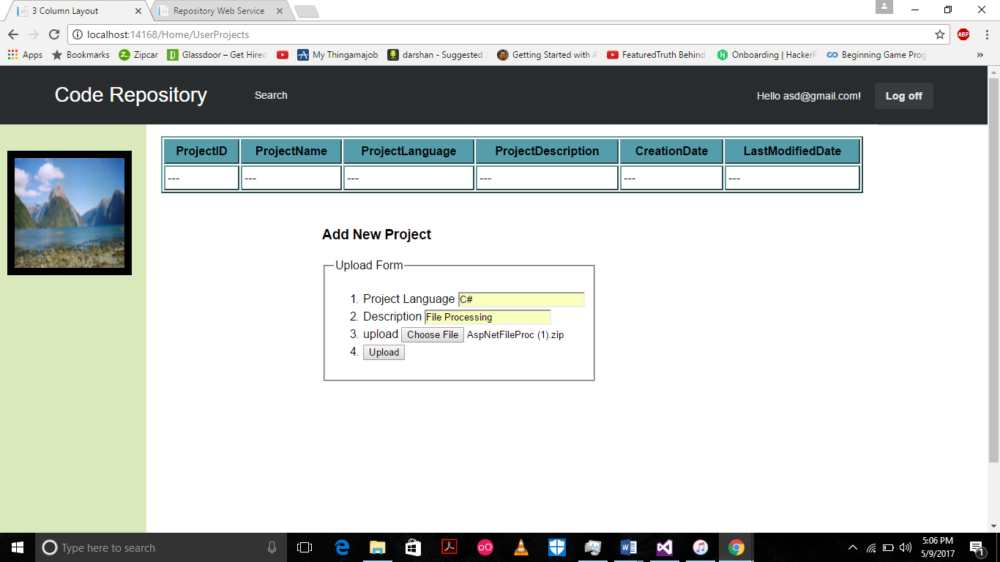 3 Column Layout
Repository Web Service
localhost:14168/Home/UserProjects
ABP
Apps
Bookmarks
Zipcar
Glassdoor – Get Hired
My Thingamajob
darshan - Suggested
Getting Started with A
FeaturedTruth Behind
Onboarding | HackerR
Beginning Game Prog
»
Code Repository
Search
Hello asd@gmail.com!
Log off
ProjectID ProjectName ProjectLanguage ProjectDescription CreationDate LastModifiedDate
--- --- --- --- --- ---
Add New Project
Upload Form
1. Project Language C#
2. Description File Processing
3. upload Choose File AspNetFileProc (1).zip
4. Upload
Type here to search
5:06 PM
5/9/2017
1